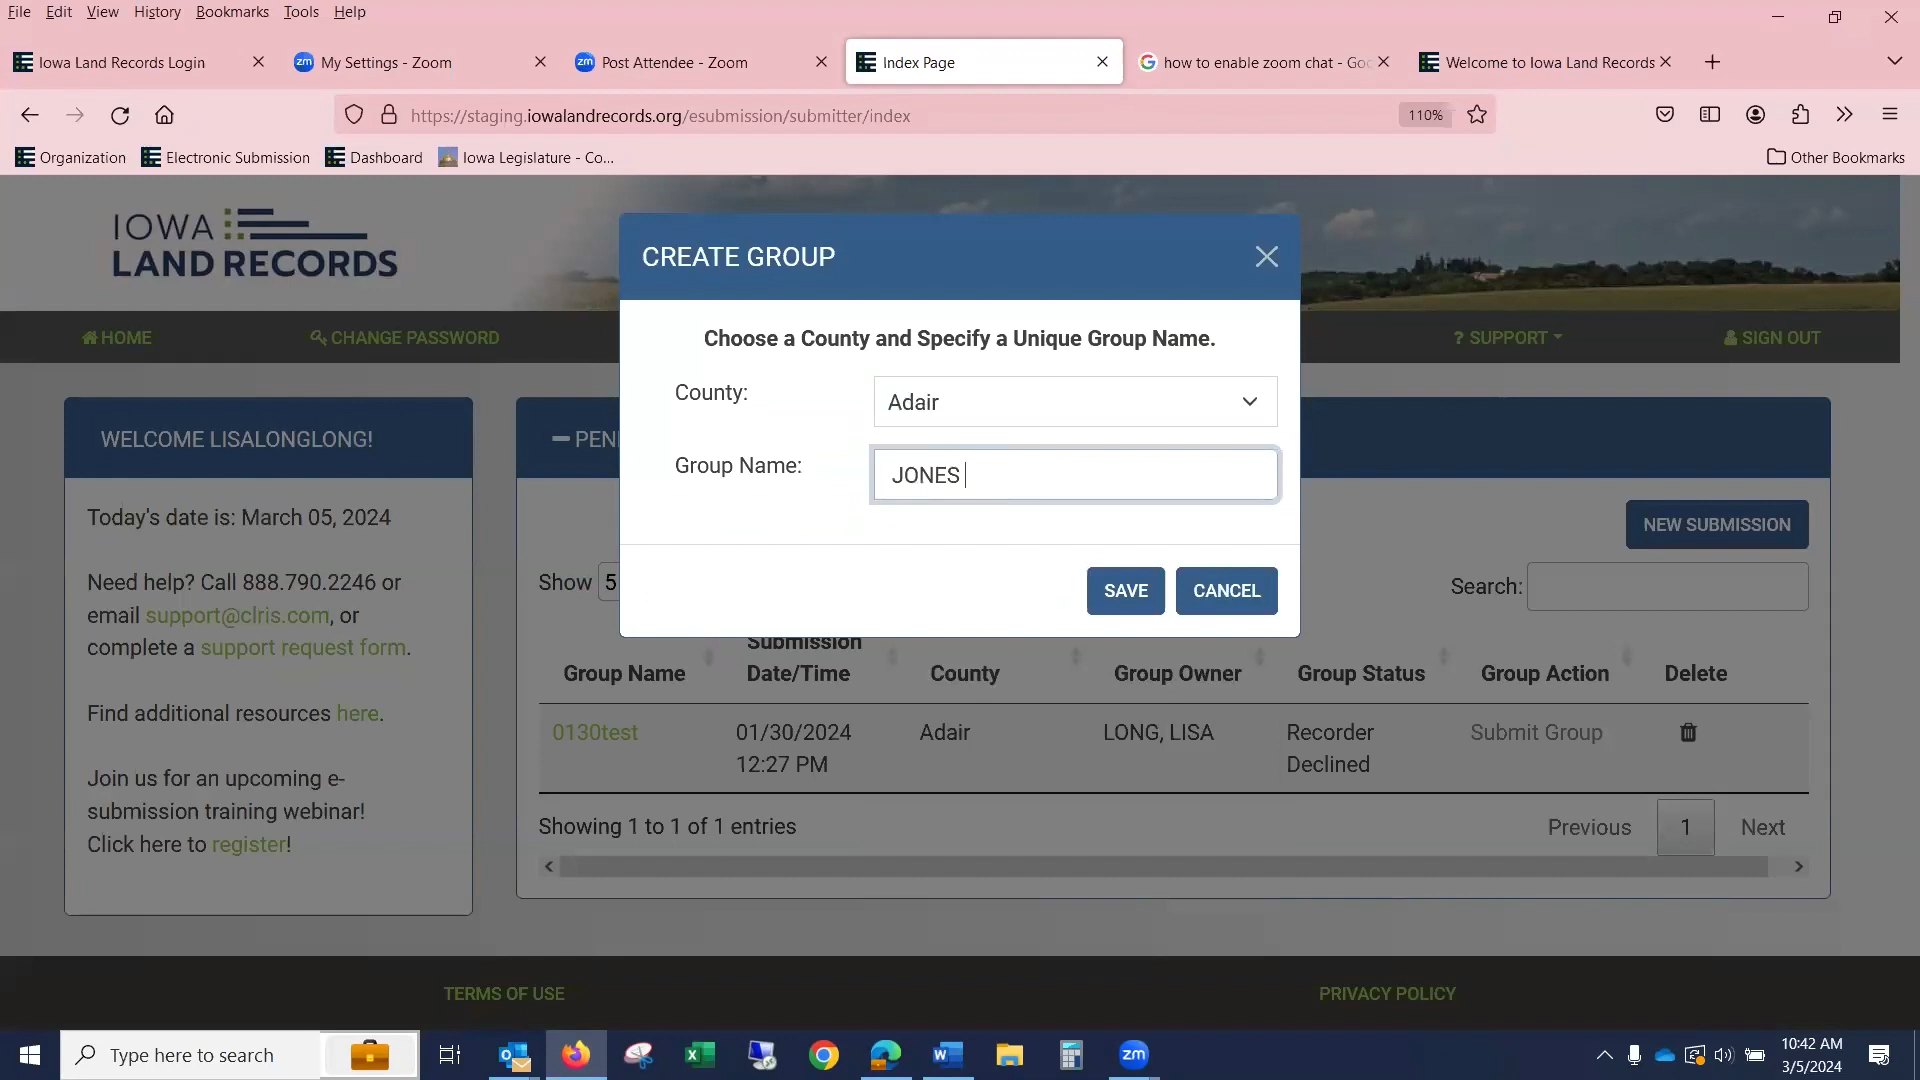 File Edit View History Bookmarks Tools Help
Iowa Land Records Login
My Settings - Zoom
Post Attendee - Zoom
Index Page
how to enable zoom chat - Goo
Welcome to Iowa Land Records
https://staging.iowalandrecords.org/esubmission/submitter/index
110%
Organization
Electronic Submission
Dashboard
Iowa Legislature - Co...
Other Bookmarks
IOWA
LAND RECORDS
HOME
CHANGE PASSWORD
? SUPPORT
SIGN OUT
CREATE GROUP
Choose a County and Specify a Unique Group Name.
County:
Adair
Group Name:
JONES
SAVE
CANCEL
WELCOME LISALONGLONG!
Today's date is: March 05, 2024
Need help? Call 888.790.2246 or
email support@clris.com, or
complete a support request form.
Find additional resources here.
Join us for an upcoming e-
submission training webinar!
Click here to register!
PEN
NEW SUBMISSION
Show 5
Search:
Group Name
Submission
Date/Time
County
Group Owner
Group Status
Group Action
Delete
0130test
01/30/2024
12:27 PM
Adair
LONG, LISA
Recorder
Declined
Submit Group
Showing 1 to 1 of 1 entries
Previous
1
Next
TERMS OF USE
PRIVACY POLICY
Type here to search
zm
10:42 AM
3/5/2024